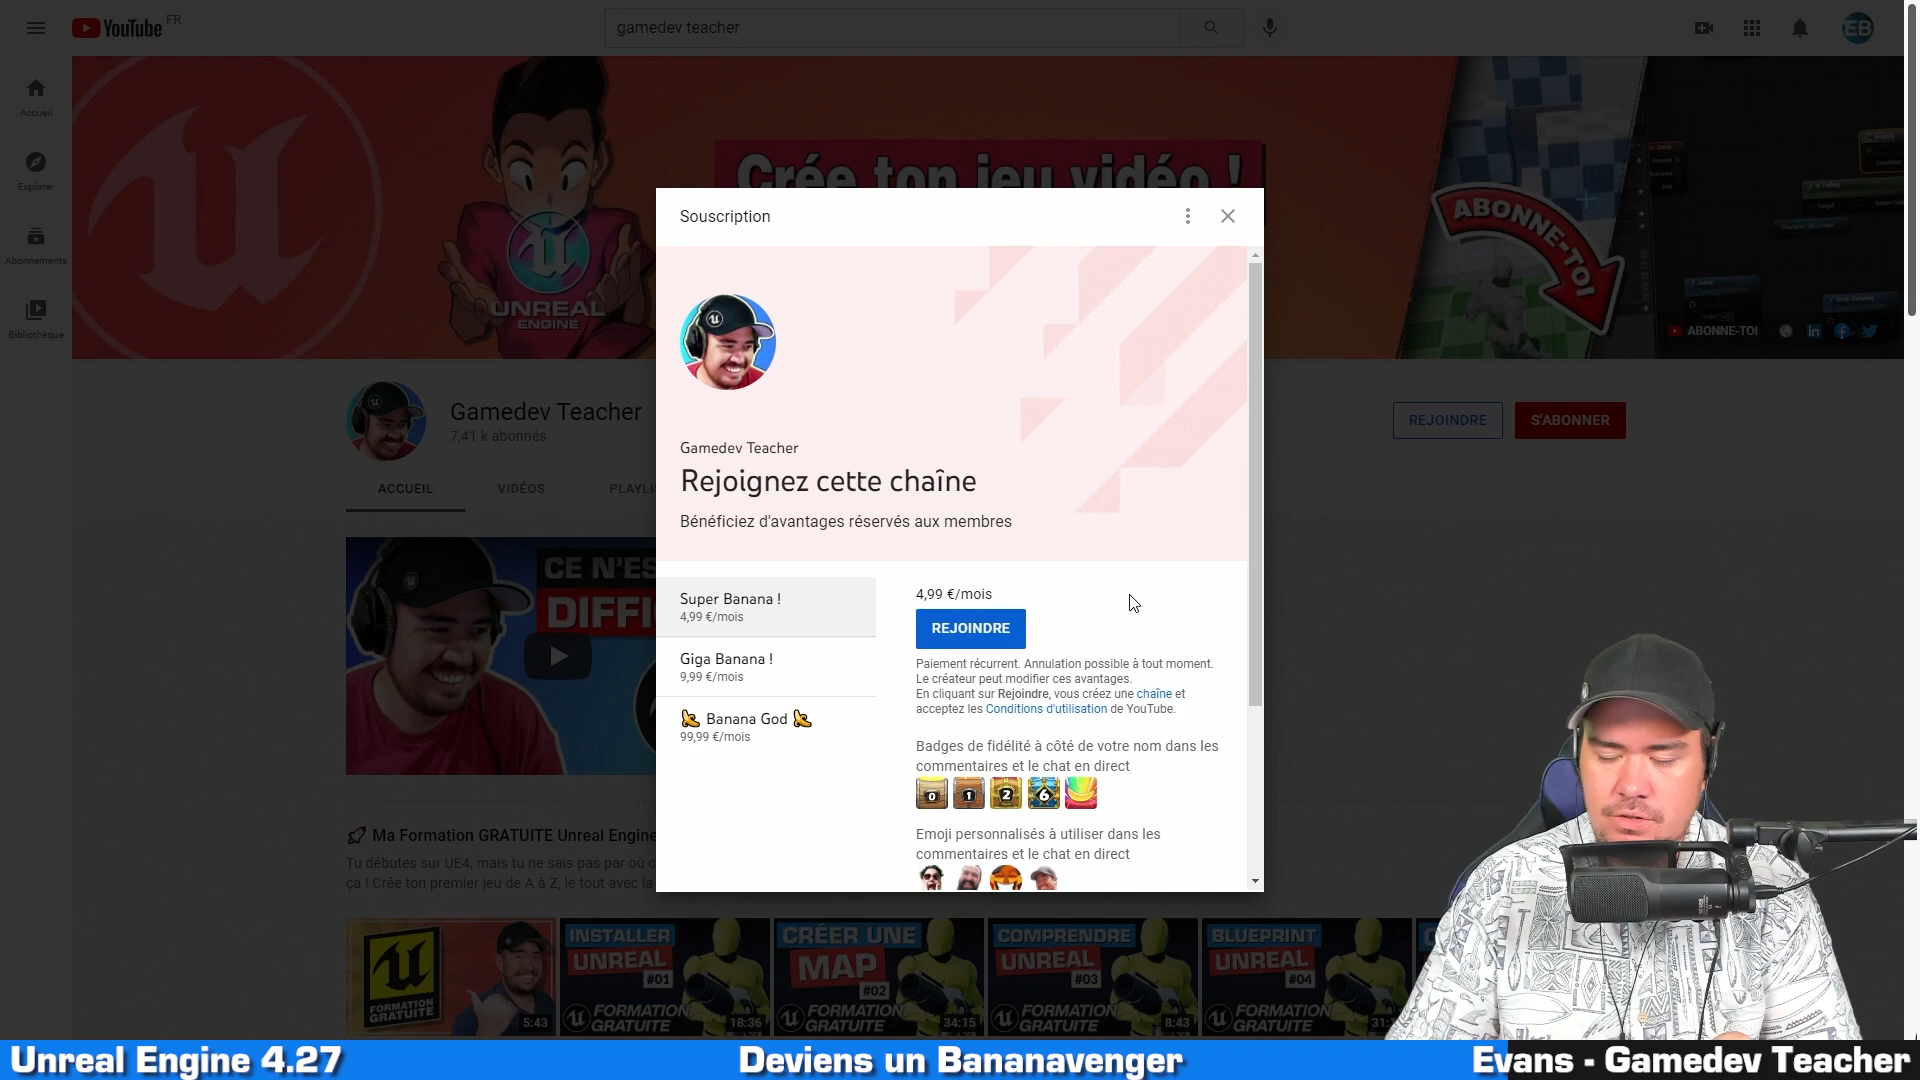 YouTube FR
gamedev teacher
EB
Accueil
Explorer
Abonnements
Bibliothèque
Crée ton jeu vidéo !
UNREAL
ENGINE
ABONNE-TOI
ABONNE-TOI
Gamedev Teacher
7,41 k abonnés
REJOINDRE
S'ABONNER
ACCUEIL
VIDÉOS
PLAYLIS
CE N'ES
DIFFI
Souscription
Gamedev Teacher
Rejoignez cette chaîne
Bénéficiez d'avantages réservés aux membres
Super Banana !
4,99 €/mois
Giga Banana !
9,99 €/mois
Banana God
99,99 €/mois
4,99 €/mois
REJOINDRE
Paiement récurrent. Annulation possible à tout moment.
Le créateur peut modifier ces avantages.
En cliquant sur Rejoindre, vous créez une chaîne et
acceptez les Conditions d'utilisation de YouTube.
Badges de fidélité à côté de votre nom dans les
commentaires et le chat en direct
0 1 2 6
Emoji personnalisés à utiliser dans les
commentaires et le chat en direct
Ma Formation GRATUITE Unreal Engine
Tu débutes sur UE4, mais tu ne sais pas par où c
ça ! Crée ton premier jeu de A à Z, le tout avec la
FORMATION
GRATUITE
5:43
INSTALLER
UNREAL
#01
FORMATION
GRATUITE
18:36
CRÉER UNE
MAP
#02
FORMATION
GRATUITE
34:15
COMPRENDRE
UNREAL
#03
FORMATION
GRATUITE
8:43
BLUEPRINT
UNREAL
#04
FORMATION
GRATUITE
31:
Unreal Engine 4.27
Deviens un Bananavenger
Evans - Gamedev Teacher